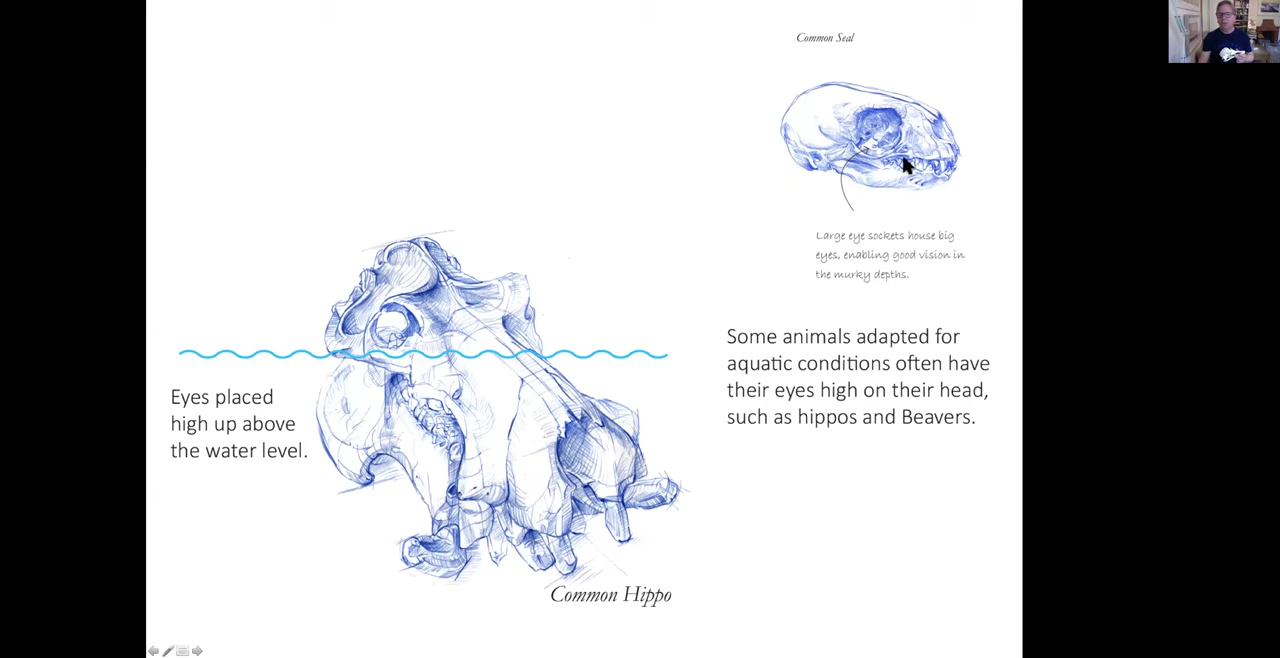 Common Seal
Large eye sockets house big
eyes, enabling good vision in
the murky depths.
Some animals adapted for
aquatic conditions often have
their eyes high on their head,
such as hippos and Beavers.
Eyes placed
high up above
the water level.
Common Hippo